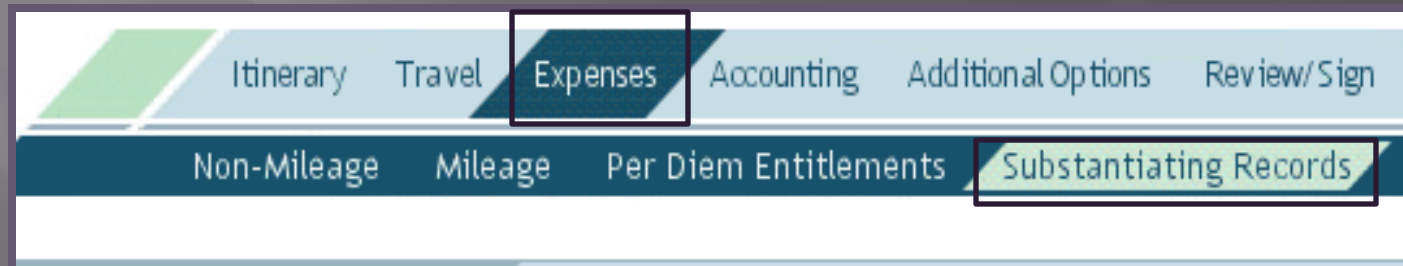 Itinerary Travel Expenses Accounting Additional Options Review/Sign
Non-Mileage Mileage Per Diem Entitlements Substantiating Records